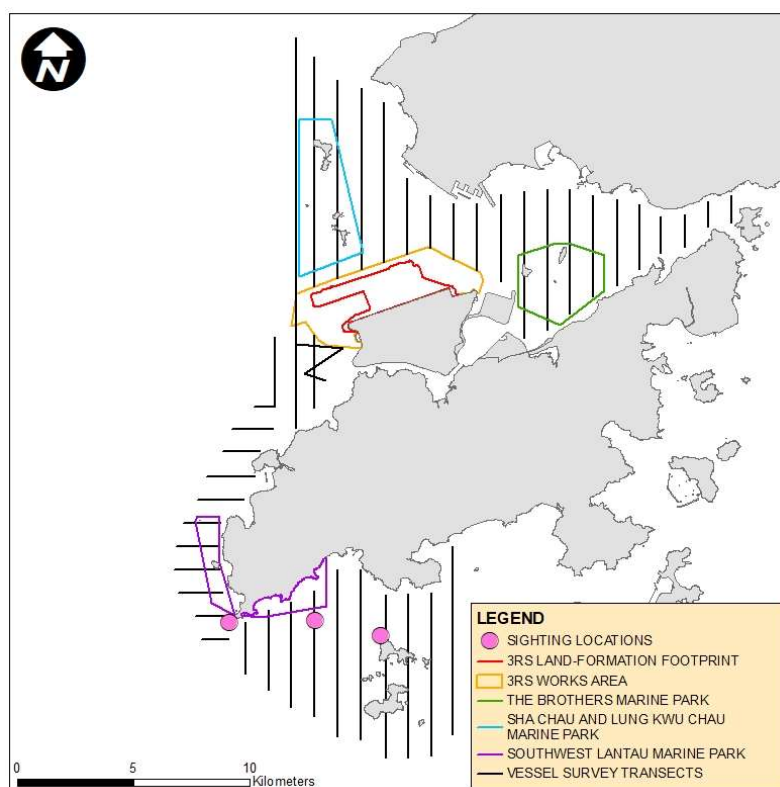 N
LEGEND
SIGHTING LOCATIONS
3RS LAND-FORMATION FOOTPRINT
3RS WORKS AREA
THE BROTHERS MARINE PARK
SHA CHAU AND LUNG KWU CHAU
MARINE PARK
SOUTHWEST LANTAU MARINE PARK
VESSEL SURVEY TRANSECTS
0 5 10
Kilometers